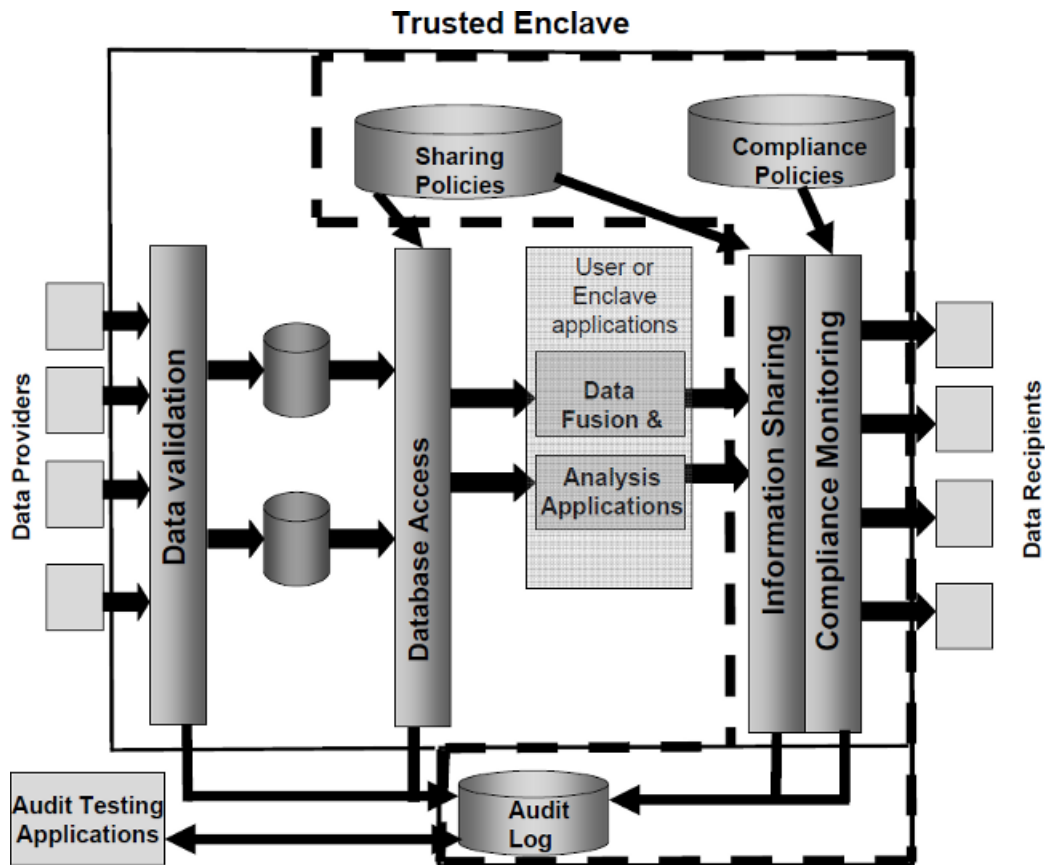 Trusted Enclave
Sharing
Policies
Compliance
Policies
User or
Enclave
applications
Data Providers
Data validation
Database Access
Data
Fusion &
Analysis
Applications
Information Sharing
Compliance Monitoring
Data Recipients
Audit Testing
Applications
Audit
Log